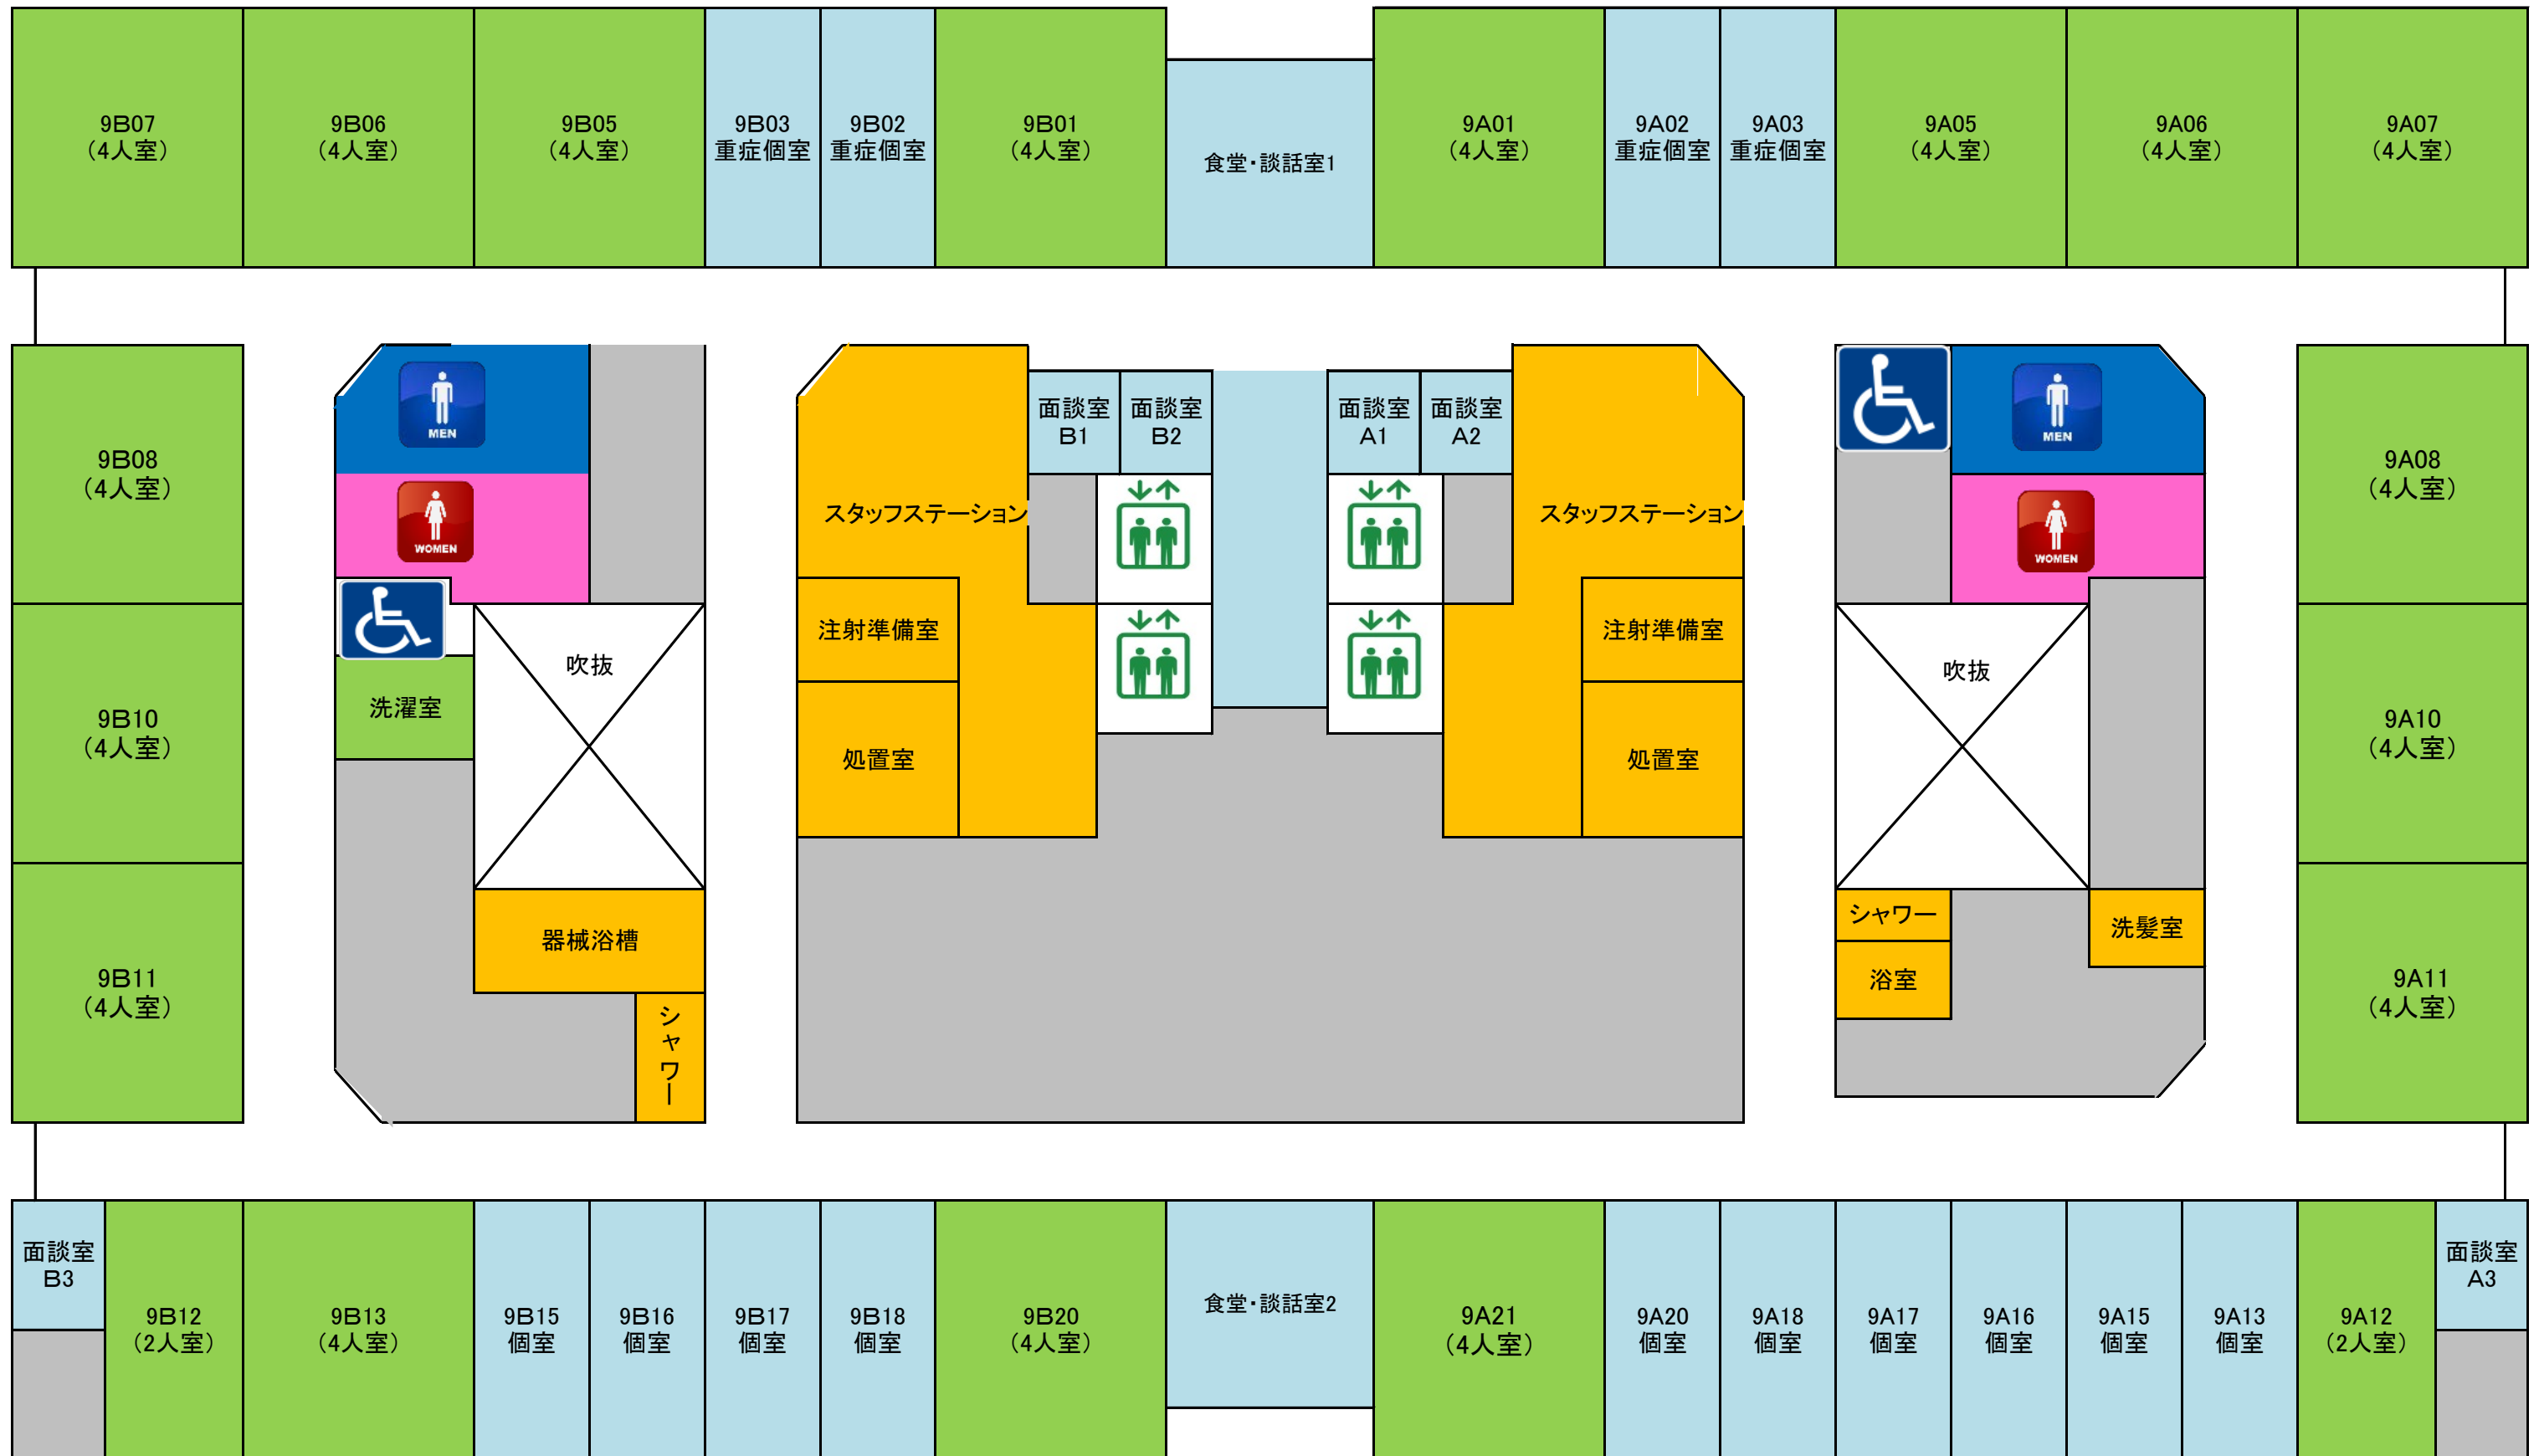 9B07
（4人室）
9B06
（4人室）
9B05
（4人室）
9B03
重症個室
9B02
重症個室
9B01
（4人室）
食堂・談話室1
9A01
（4人室）
9A02
重症個室
9A03
重症個室
9A05
（4人室）
9A06
（4人室）
9A07
（4人室）
9B08
（4人室）
MEN
WOMEN
面談室
B1
面談室
B2
面談室
A1
面談室
A2
MEN
WOMEN
9A08
（4人室）
スタッフステーション
スタッフステーション
注射準備室
注射準備室
吹抜
吹抜
9B10
（4人室）
洗濯室
処置室
処置室
9A10
（4人室）
9B11
（4人室）
器械浴槽
シャワー
シャワー
浴室
洗髪室
9A11
（4人室）
面談室
B3
9B12
（2人室）
9B13
（4人室）
9B15
個室
9B16
個室
9B17
個室
9B18
個室
9B20
（4人室）
食堂・談話室2
9A21
（4人室）
9A20
個室
9A18
個室
9A17
個室
9A16
個室
9A15
個室
9A13
個室
9A12
（2人室）
面談室
A3